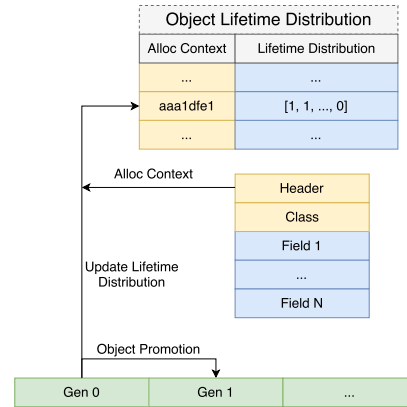 Object Lifetime Distribution
Alloc Context Lifetime Distribution
... ...
aaa1dfe1 [1, 1, ..., 0]
... ...
Alloc Context
Header
Class
Field 1
...
Field N
Update Lifetime
Distribution
Object Promotion
Gen 0 Gen 1 ...